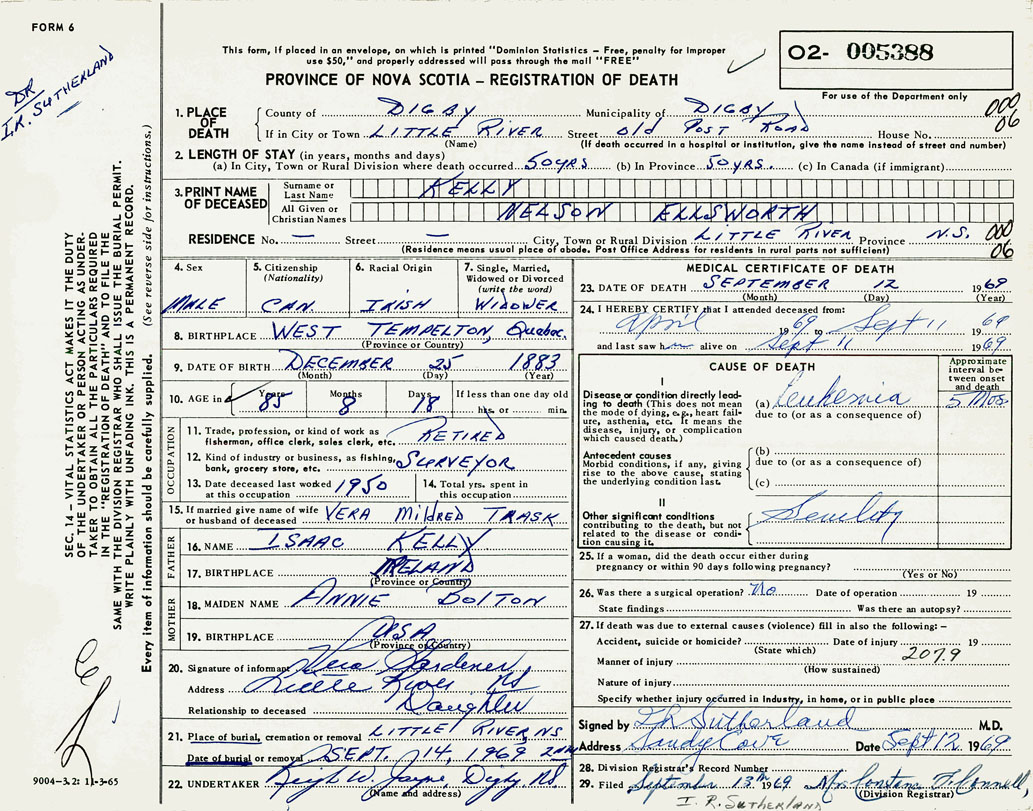 FORM 6
DR
I.R. SUTHERLAND
This form, if placed in an envelope, on which is printed "Dominion Statistics – Free, penalty for improper
use $50," and properly addressed will pass through the mail "FREE"
PROVINCE OF NOVA SCOTIA – REGISTRATION OF DEATH
O2- 005388
For use of the Department only
000
06
1. PLACE OF DEATH
County of DIGBY Municipality of DIGBY
If in City or Town LITTLE RIVER Street Old POST ROAD House No.
(Name) (If death occurred in a hospital or institution, give the name instead of street and number)
2. LENGTH OF STAY (in years, months and days)
(a) In City, Town or Rural Division where death occurred 50 YRS (b) In Province 50 YRS. (c) In Canada (if immigrant)
3. PRINT NAME OF DECEASED
Surname or Last Name KELLY
All Given or Christian Names NELSON ELLSWORTH
RESIDENCE No. — Street — City, Town or Rural Division LITTLE RIVER Province N.S. 000
(Residence means usual place of abode. Post Office Address for residents in rural parts not sufficient) 06
4. Sex
MALE
5. Citizenship
(Nationality)
CAN.
6. Racial Origin
IRISH
7. Single, Married,
Widowed or Divorced
(write the word)
WIDOWER
8. BIRTHPLACE WEST TEMPELTON, Quebec.
(Province or Country)
9. DATE OF BIRTH DECEMBER 25 1883
(Month) (Day) (Year)
10. AGE in Years Months Days If less than one day old
85 8 18 hrs. or min.
OCCUPATION
11. Trade, profession, or kind of work as
fisherman, office clerk, sales clerk, etc. RETIRED
12. Kind of industry or business, as fishing,
bank, grocery store, etc. SURVEYOR
13. Date deceased last worked
at this occupation 1950
14. Total yrs. spent in
this occupation
15. If married give name of wife
or husband of deceased VERA MILDRED TRASK
FATHER
16. NAME ISAAC KELLY
17. BIRTHPLACE IRELAND
(Province or Country)
MOTHER
18. MAIDEN NAME ANNIE BOLTON
19. BIRTHPLACE USA
(Province or Country)
20. Signature of informant Vera Gardener
Address Little River, NS
Relationship to deceased Daughter
21. Place of burial, cremation or removal LITTLE RIVER, NS
Date of burial or removal SEPT. 14, 1969 2 PM
22. UNDERTAKER W. Jayne, Digby NS
(Name and address)
MEDICAL CERTIFICATE OF DEATH
23. DATE OF DEATH SEPTEMBER 12 1969
(Month) (Day) (Year)
24. I HEREBY CERTIFY that I attended deceased from:
April 1969 to Sept 11 1969
and last saw him alive on Sept 11 1969
CAUSE OF DEATH
Approximate
interval be-
tween onset
and death
I
Disease or condition directly lead-
ing to death (This does not mean
the mode of dying, e.g., heart fail-
ure, asthenia, etc. It means the
disease, injury, or complication
which caused death.)
(a) Leukemia 5 Mos.
due to (or as a consequence of)
Antecedent causes
Morbid conditions, if any, giving
rise to the above cause, stating
the underlying condition last.
(b)
due to (or as a consequence of)
(c)
II
Other significant conditions
contributing to the death, but not
related to the disease or condi-
tion causing it.
Senility
25. If a woman, did the death occur either during
pregnancy or within 90 days following pregnancy?
(Yes or No)
26. Was there a surgical operation? No Date of operation 19
State findings Was there an autopsy?
27. If death was due to external causes (violence) fill in also the following: –
Accident, suicide or homicide? Date of injury 19
(State which) 207.9
Manner of injury
(How sustained)
Nature of injury
Specify whether injury occurred in Industry, in home, or in public place
Signed by I R Sutherland M.D.
Address Sandy Cove Date Sept 12 1969
28. Division Registrar's Record Number
29. Filed September 13th 1969
(Division Registrar)
I. R. SUTHERLAND
SEC. 14 – VITAL STATISTICS ACT MAKES IT THE DUTY
OF THE UNDERTAKER OR PERSON ACTING AS UNDER-
TAKER TO OBTAIN ALL THE PARTICULARS REQUIRED
IN THE "REGISTRATION OF DEATH" AND TO FILE THE
SAME WITH THE DIVISION REGISTRAR WHO SHALL ISSUE THE BURIAL PERMIT.
WRITE PLAINLY WITH UNFADING INK. THIS IS A PERMANENT RECORD.
Every item of information should be carefully supplied. (See reverse side for instructions.)
9004-3.2: 11-3-65